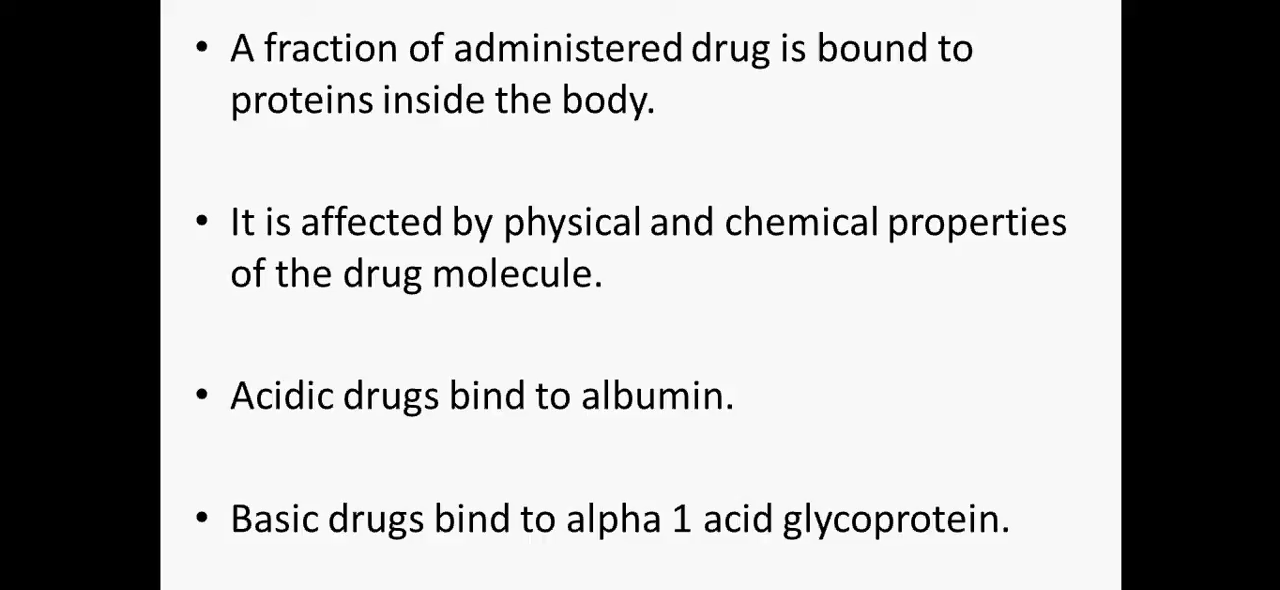 • A fraction of administered drug is bound to
proteins inside the body.
• It is affected by physical and chemical properties
of the drug molecule.
• Acidic drugs bind to albumin.
• Basic drugs bind to alpha 1 acid glycoprotein.